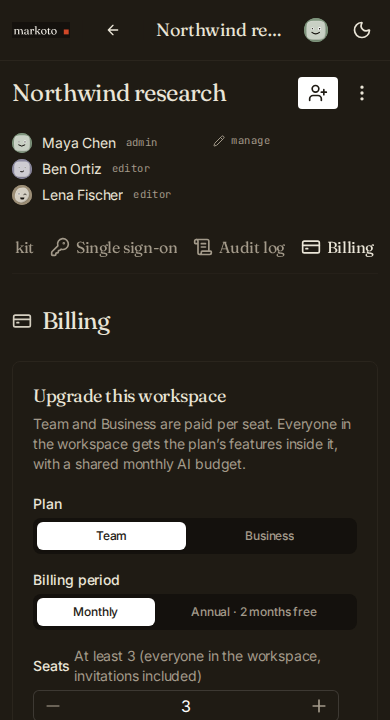 markoto
Northwind re...
Northwind research
Maya Chen admin
manage
Ben Ortiz editor
Lena Fischer editor
kit Single sign-on Audit log Billing
Billing
Upgrade this workspace
Team and Business are paid per seat. Everyone in
the workspace gets the plan's features inside it,
with a shared monthly AI budget.
Plan
Team Business
Billing period
Monthly Annual · 2 months free
Seats At least 3 (everyone in the workspace,
invitations included)
3